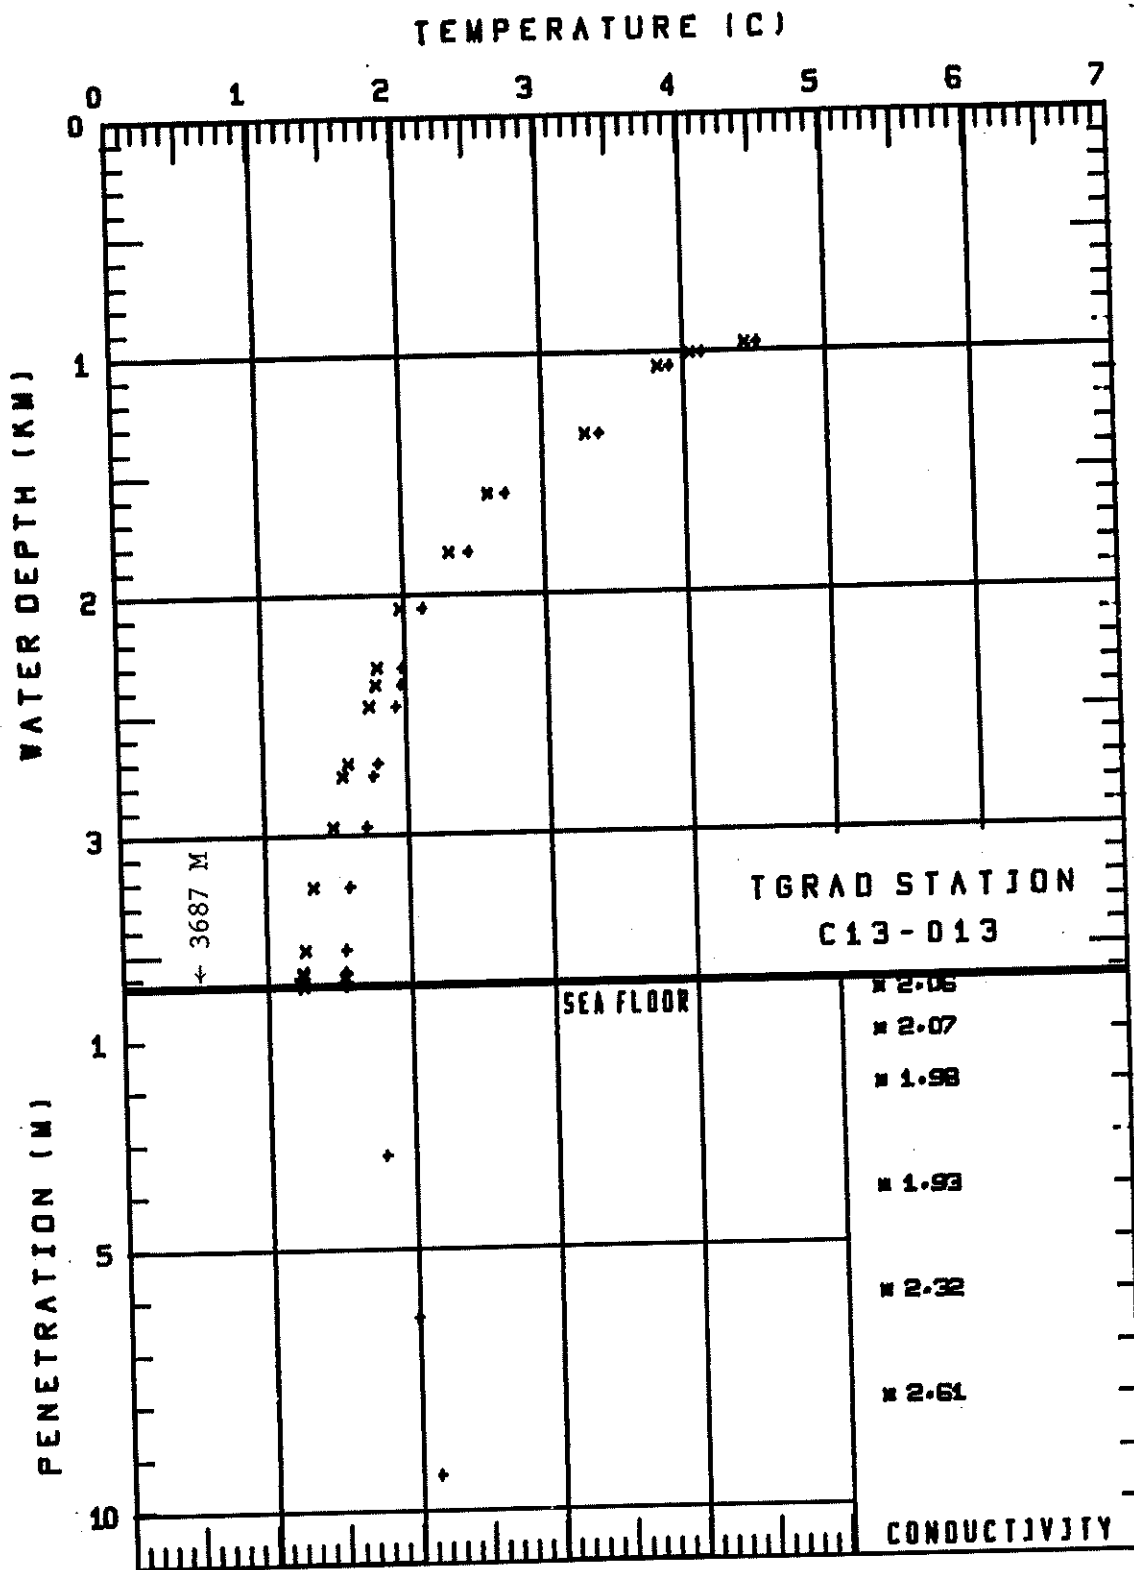 TEMPERATURE (C)
0 1 2 3 4 5 6 7
0
1
2
3
WATER DEPTH (KM)
← 3687 M
TGRAD STATION
C13-013
SEA FLOOR
2.06
2.07
1.98
1.93
2.32
2.61
1
5
10
PENETRATION (M)
CONDUCTIVITY